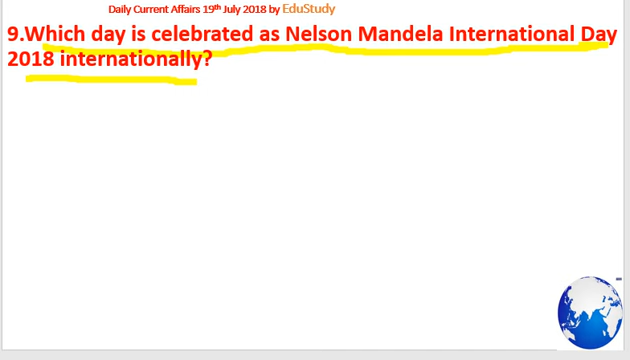 Daily Current Affairs 19th July 2018 by EduStudy
9.Which day is celebrated as Nelson Mandela International Day
2018 internationally?